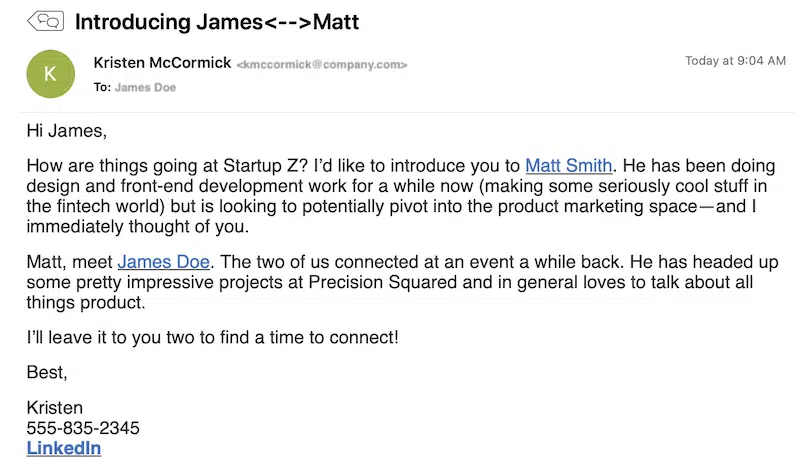 Introducing James<-->Matt
K
Kristen McCormick <kmccormick@company.com>
Today at 9:04 AM
To: James Doe
Hi James,
How are things going at Startup Z? I’d like to introduce you to Matt Smith. He has been doing
design and front-end development work for a while now (making some seriously cool stuff in
the fintech world) but is looking to potentially pivot into the product marketing space—and I
immediately thought of you.
Matt, meet James Doe. The two of us connected at an event a while back. He has headed up
some pretty impressive projects at Precision Squared and in general loves to talk about all
things product.
I’ll leave it to you two to find a time to connect!
Best,
Kristen
555-835-2345
LinkedIn